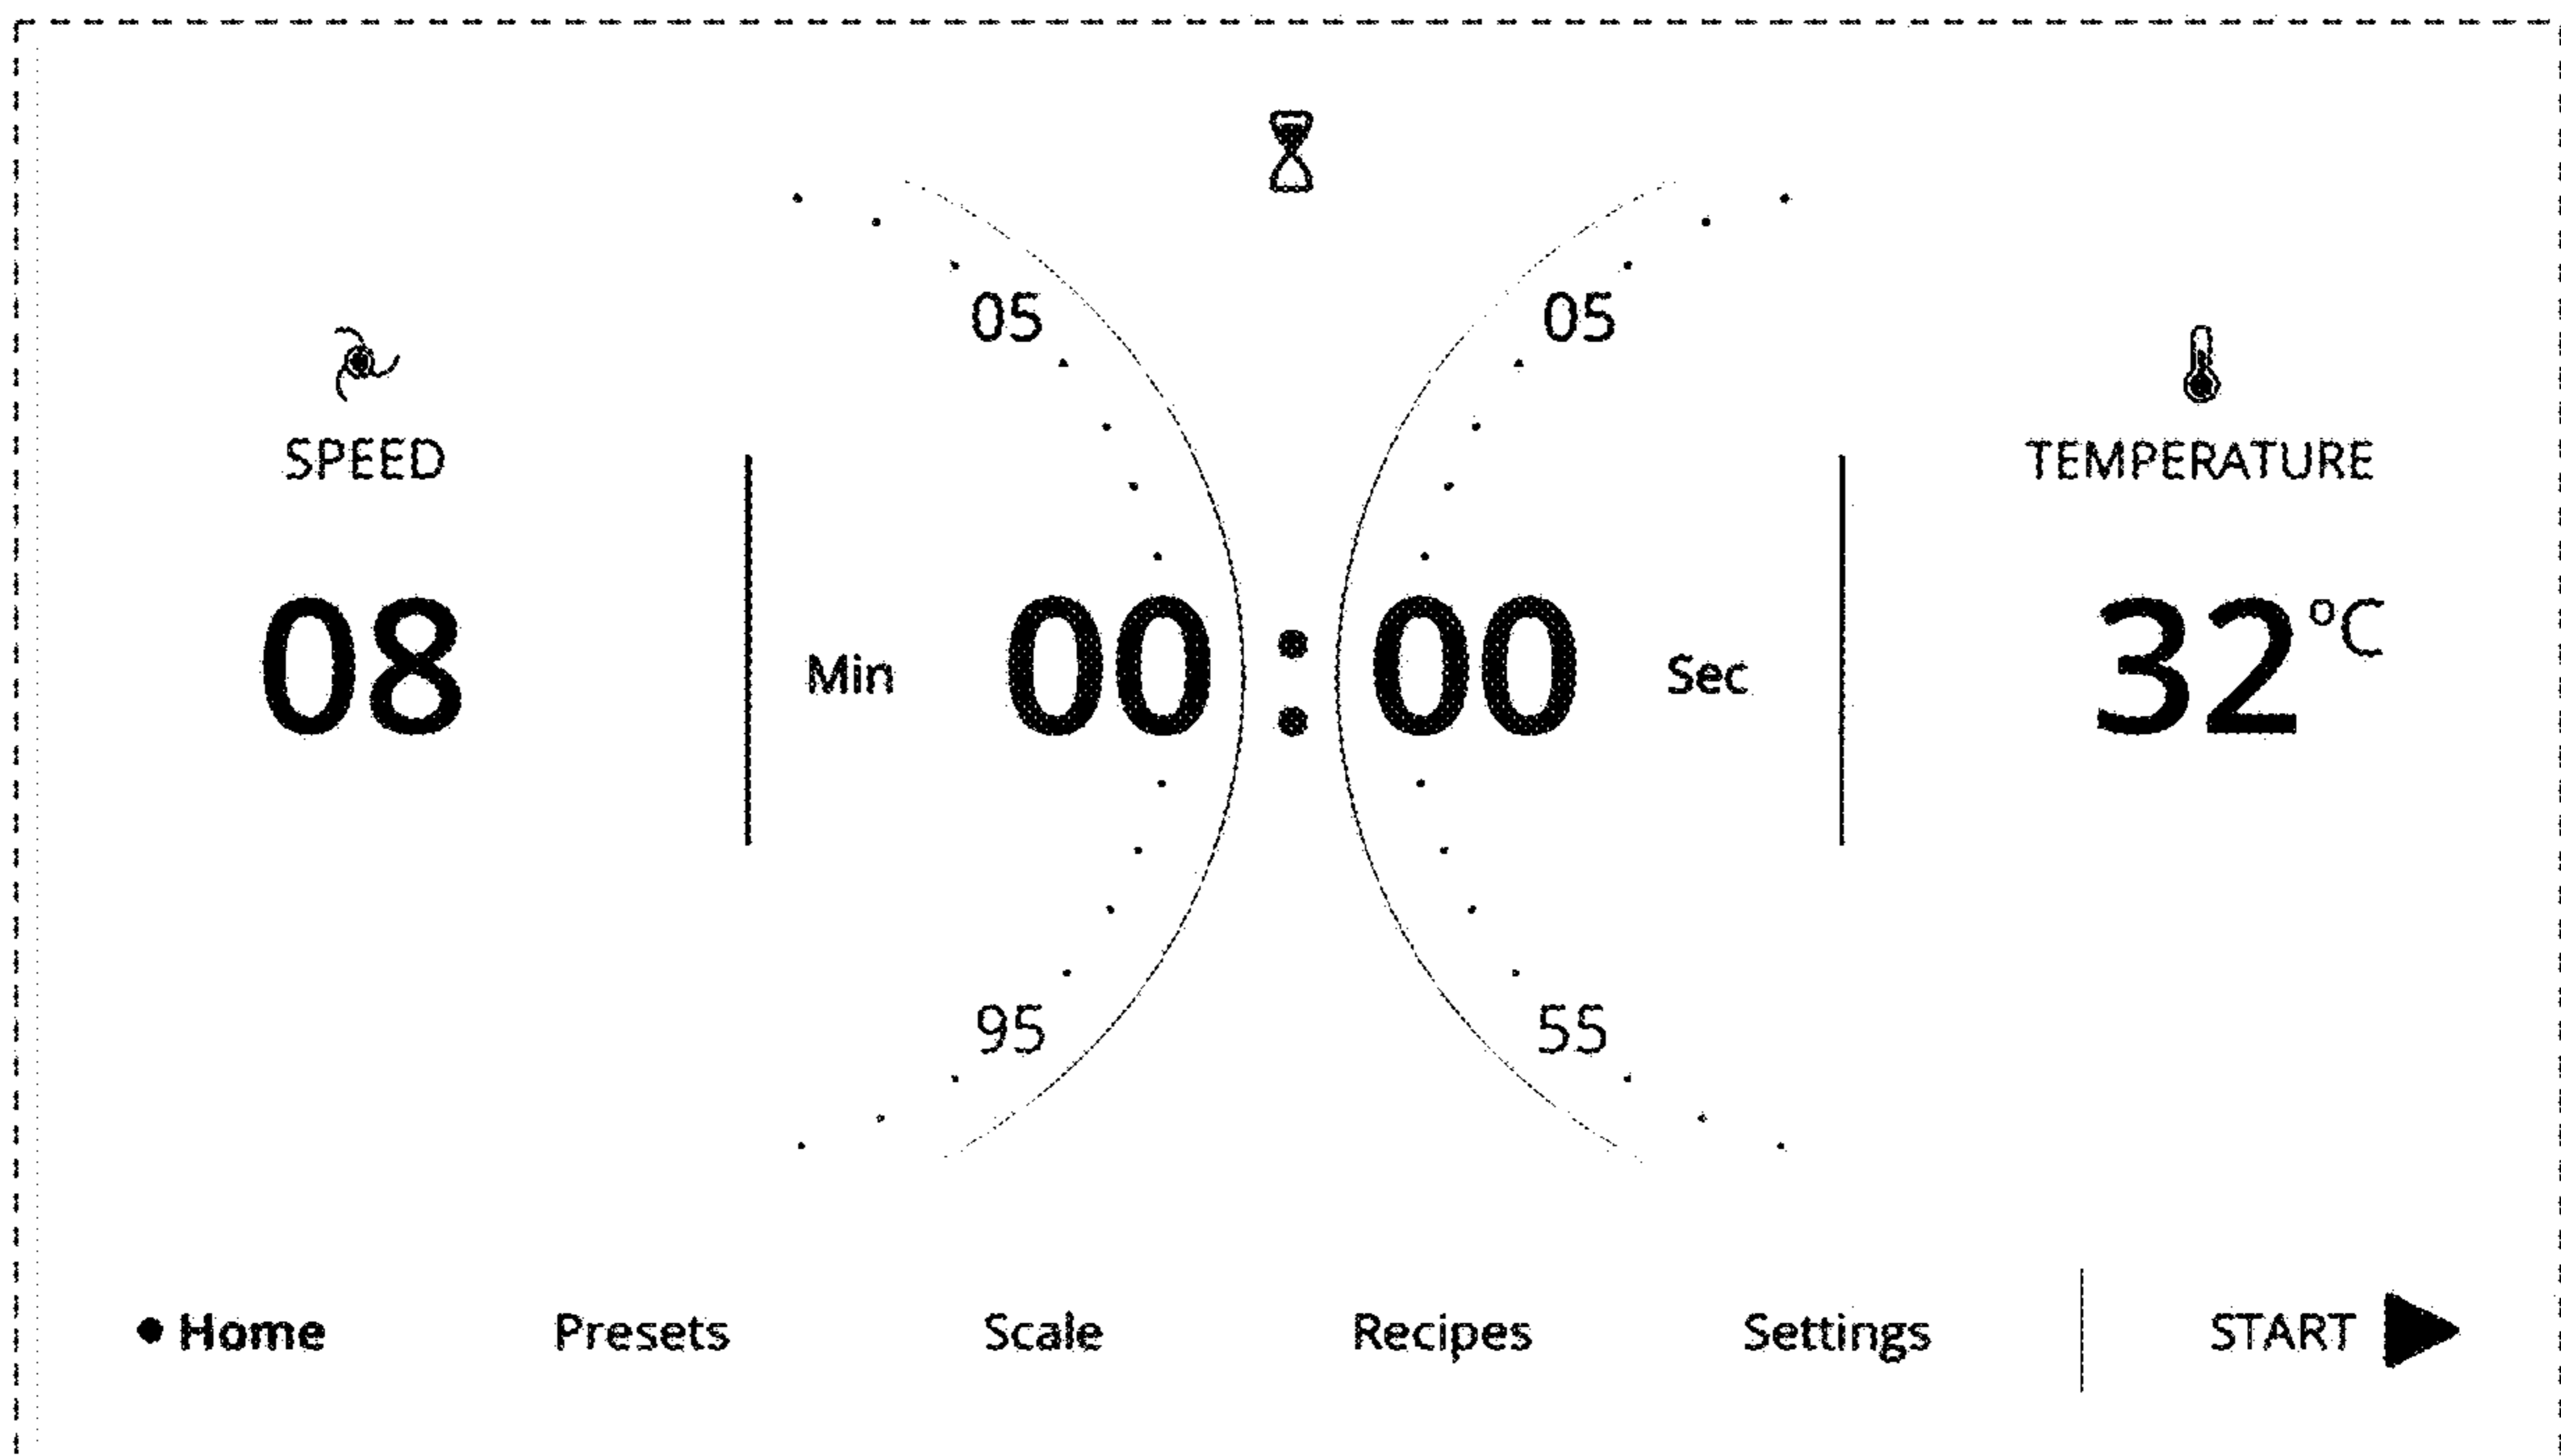 05 05
SPEED TEMPERATURE
08 Min 00:00 Sec 32°C
95 55
Home Presets Scale Recipes Settings START